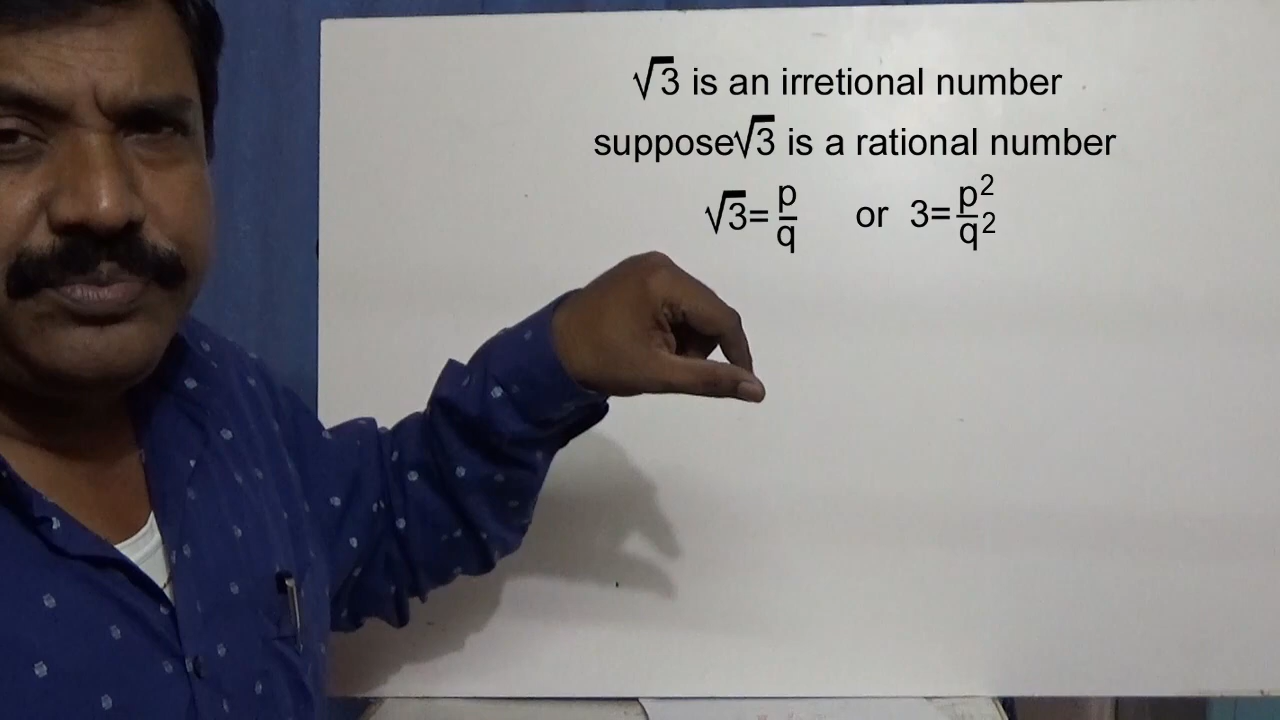 √3 is an irretional number
suppose√3 is a rational number
√3=p/q or 3=p²/q²